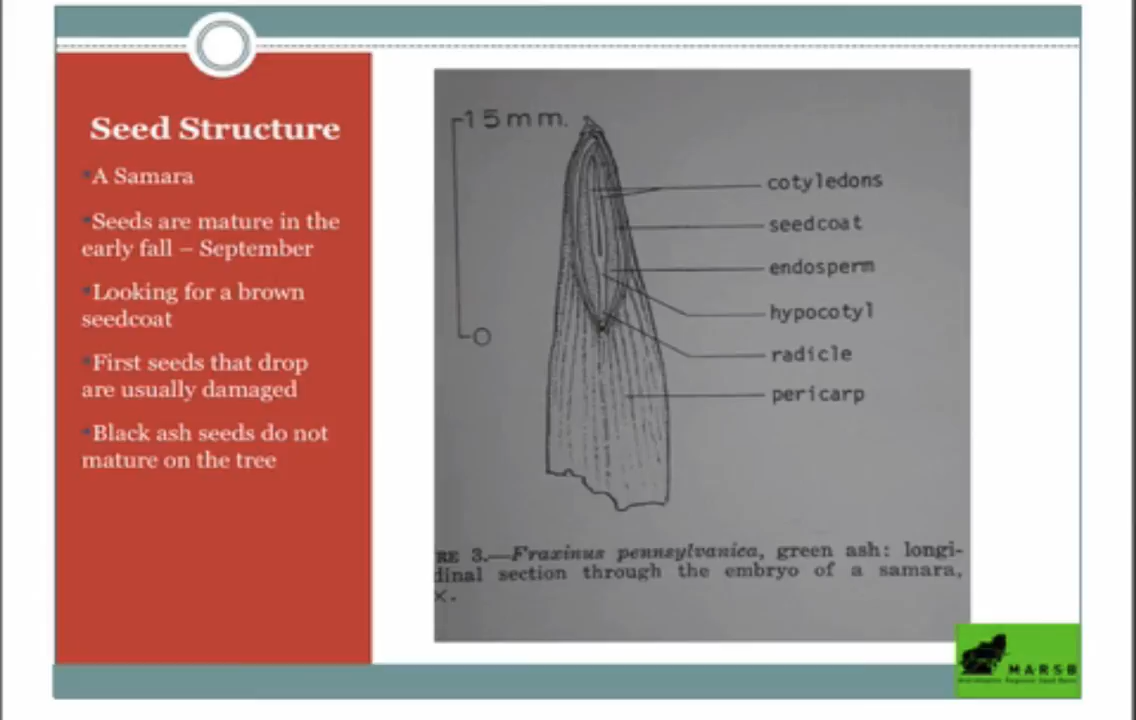 Seed Structure
A Samara
Seeds are mature in the
early fall – September
Looking for a brown
seedcoat
First seeds that drop
are usually damaged
Black ash seeds do not
mature on the tree
15mm.
0
cotyledons
seedcoat
endosperm
hypocotyl
radicle
pericarp
RE 3.—Fraxinus pennsylvanica, green ash: longi-
dinal section through the embryo of a samara,
×.
MARSB